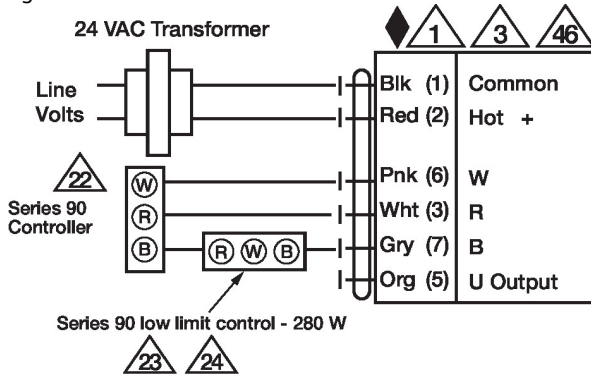 24 VAC Transformer
1 3 46
Line
Volts
Blk (1) Common
Red (2) Hot +
22
Series 90
Controller
W
R
B
R W B
Pnk (6) W
Wht (3) R
Gry (7) B
Org (5) U Output
Series 90 low limit control - 280 W
23 24